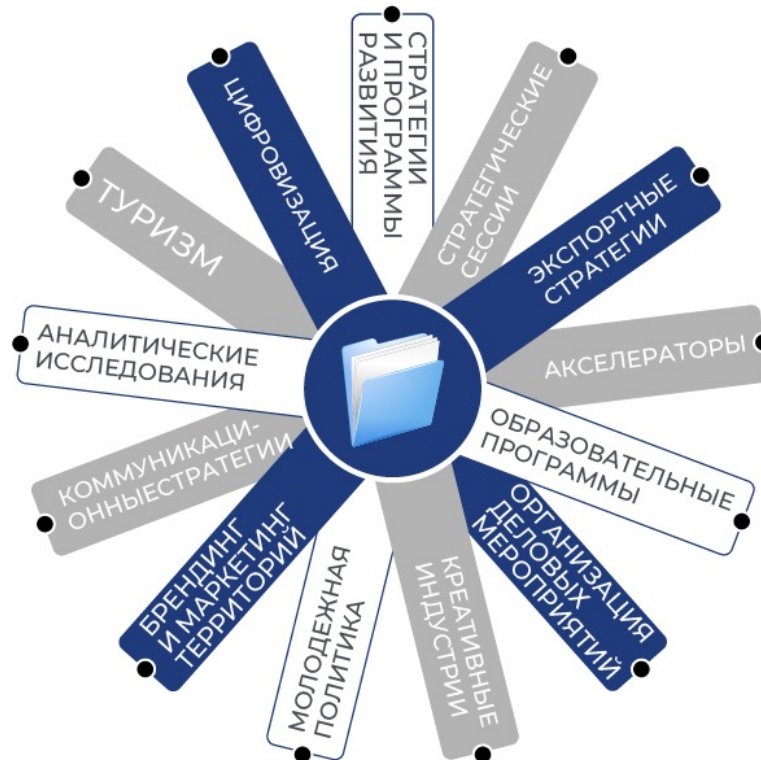 СТРАТЕГИИ
И ПРОГРАММЫ
РАЗВИТИЯ
СТРАТЕГИЧЕСКИЕ
СЕССИИ
ЭКСПОРТНЫЕ
СТРАТЕГИИ
АКСЕЛЕРАТОРЫ
ОБРАЗОВАТЕЛЬНЫЕ
ПРОГРАММЫ
ОРГАНИЗАЦИЯ
ДЕЛОВЫХ
МЕРОПРИЯТИЙ
КРЕАТИВНЫЕ
ИНДУСТРИИ
МОЛОДЕЖНАЯ
ПОЛИТИКА
БРЕНДИНГ
И МАРКЕТИНГ
ТЕРРИТОРИЙ
КОММУНИКАЦИ-
ОННЫЕСТРАТЕГИИ
АНАЛИТИЧЕСКИЕ
ИССЛЕДОВАНИЯ
ТУРИЗМ
ЦИФРОВИЗАЦИЯ